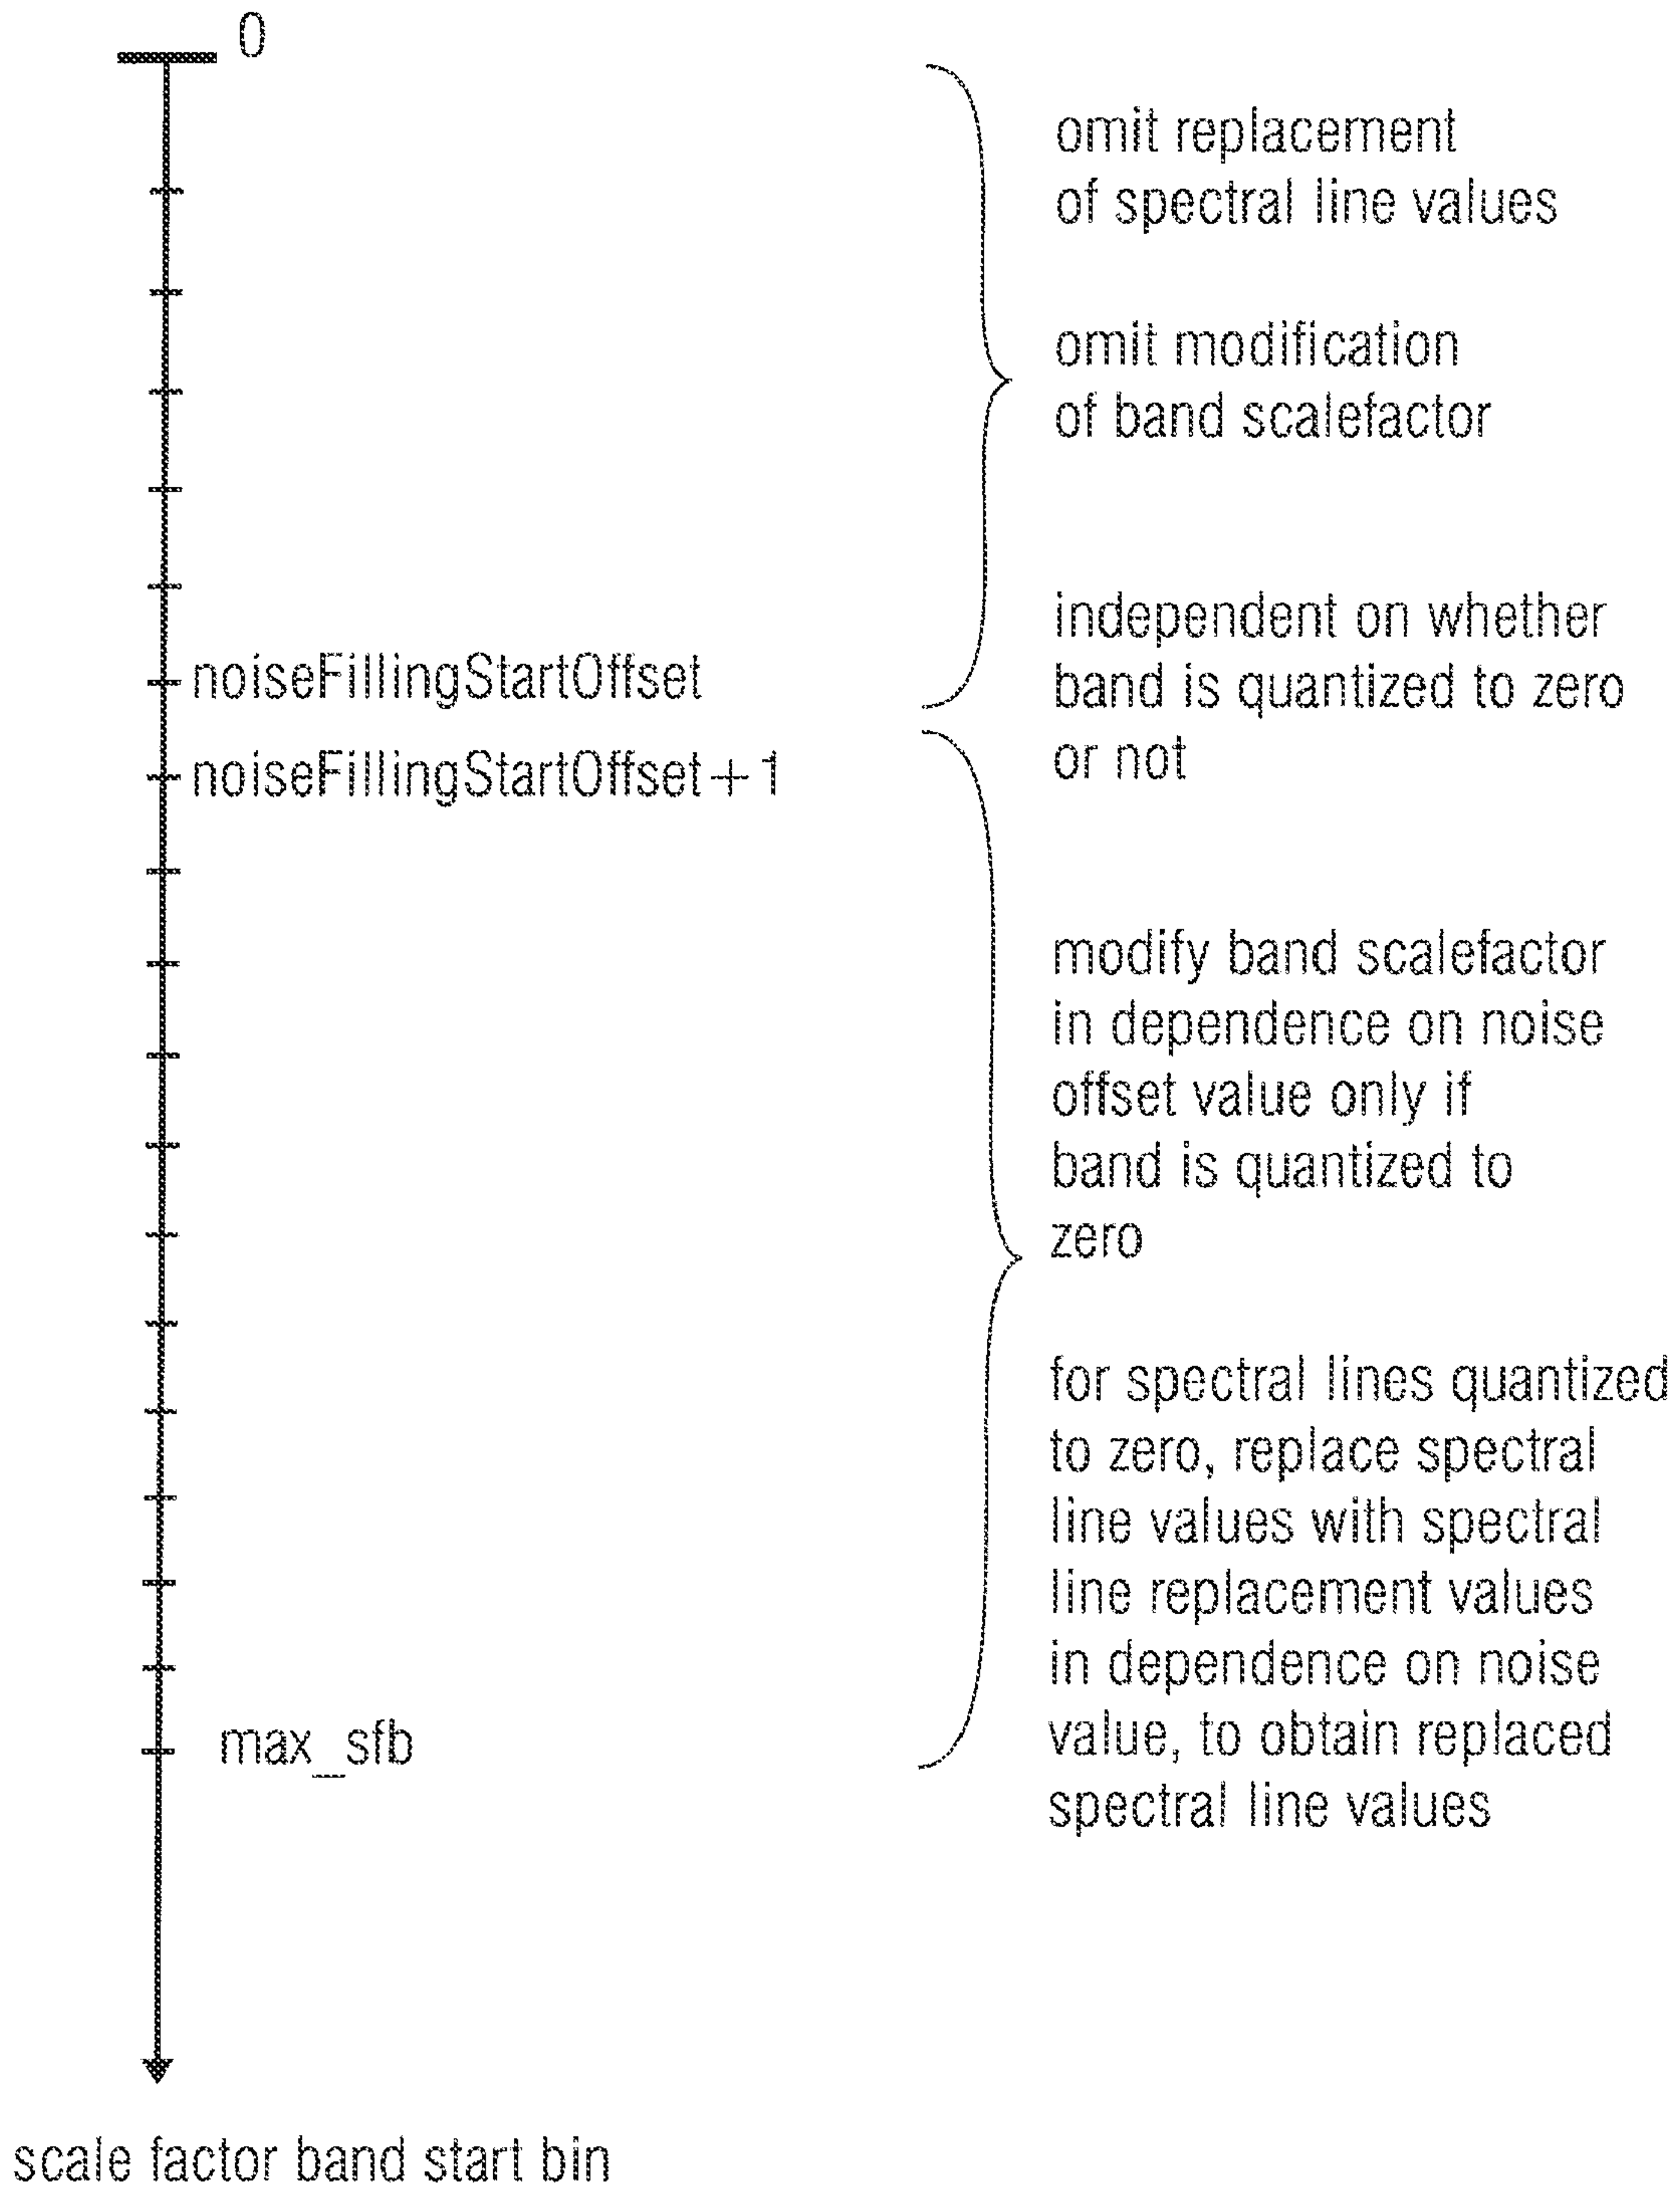 0
omit replacement
of spectral line values
omit modification
of band scalefactor
independent on whether
band is quantized to zero
or not
noiseFillingStartOffset
noiseFillingStartOffset+1
modify band scalefactor
in dependence on noise
offset value only if
band is quantized to
zero
for spectral lines quantized
to zero, replace spectral
line values with spectral
line replacement values
in dependence on noise
value, to obtain replaced
spectral line values
max_sfb
scale factor band start bin